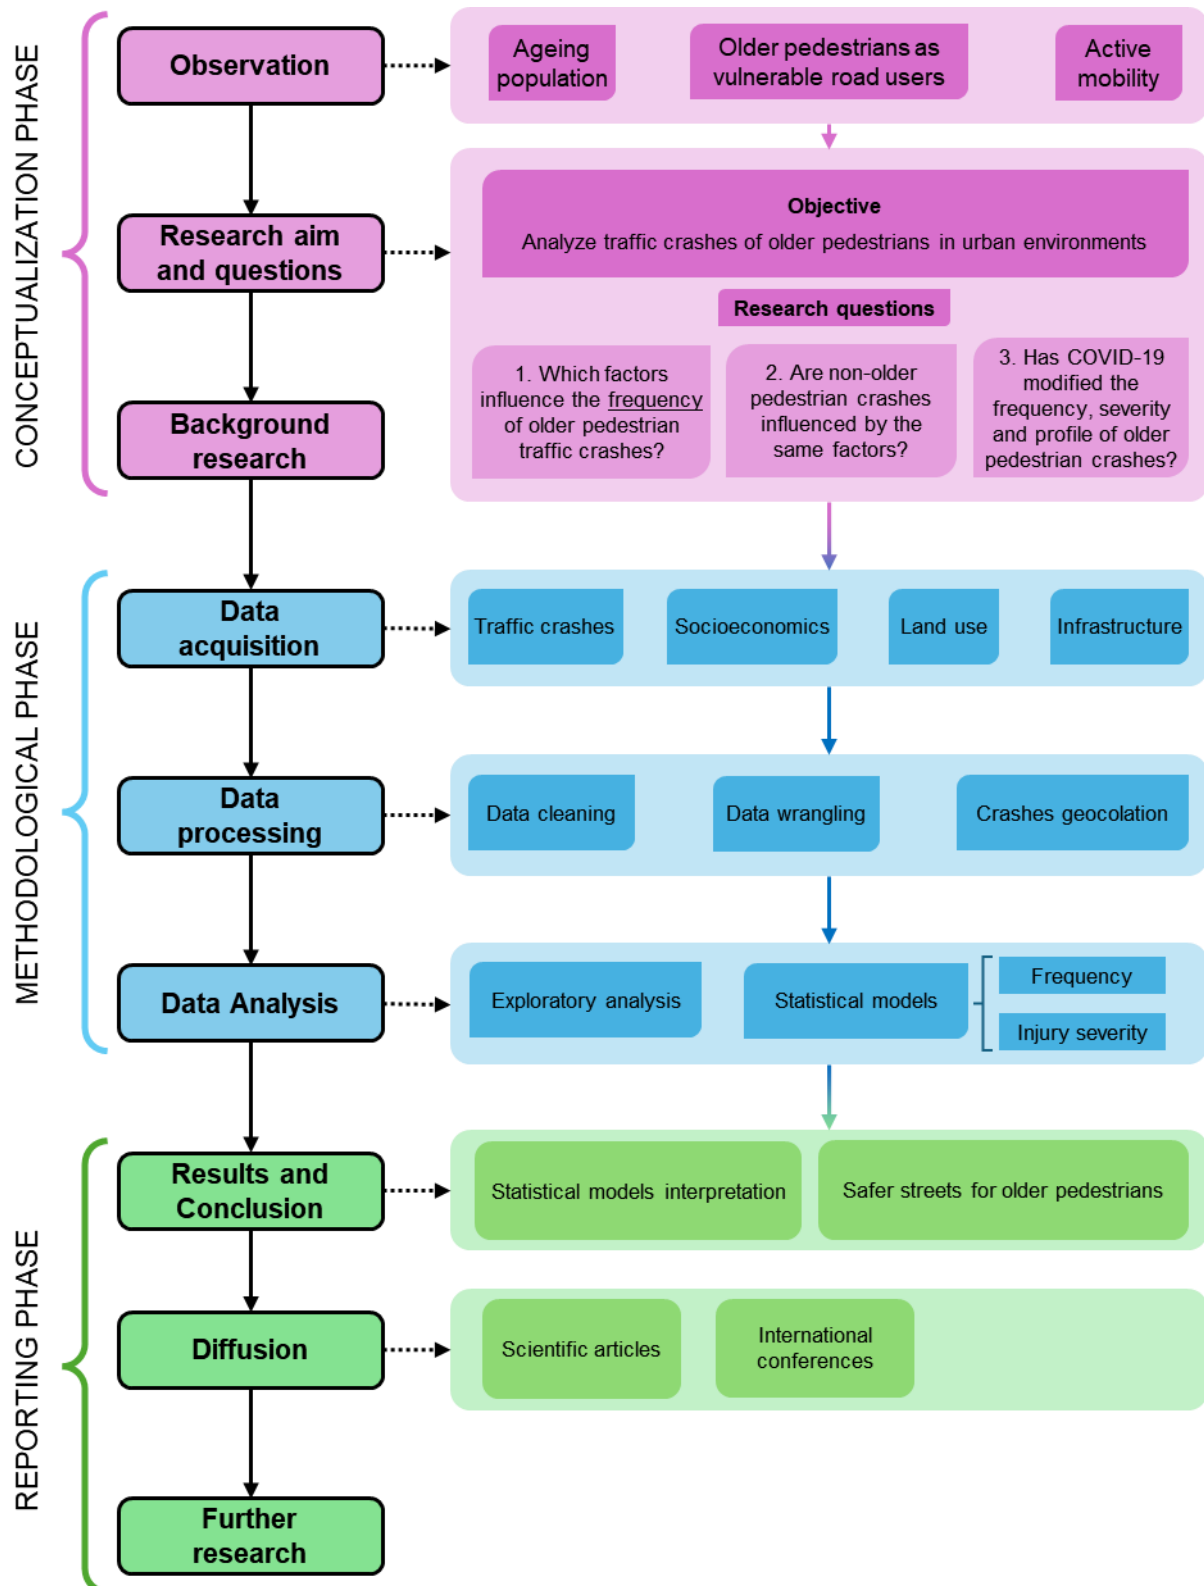 CONCEPTUALIZATION PHASE
Observation
Ageing
population
Older pedestrians as
vulnerable road users
Active
mobility
Research aim
and questions
Objective
Analyze traffic crashes of older pedestrians in urban environments
Research questions
1. Which factors
influence the frequency
of older pedestrian
traffic crashes?
2. Are non-older
pedestrian crashes
influenced by the
same factors?
3. Has COVID-19
modified the
frequency, severity
and profile of older
pedestrian crashes?
Background
research
METHODOLOGICAL PHASE
Data
acquisition
Traffic crashes
Socioeconomics
Land use
Infrastructure
Data
processing
Data cleaning
Data wrangling
Crashes geocolation
Data Analysis
Exploratory analysis
Statistical models
Frequency
Injury severity
REPORTING PHASE
Results and
Conclusion
Statistical models interpretation
Safer streets for older pedestrians
Diffusion
Scientific articles
International
conferences
Further
research